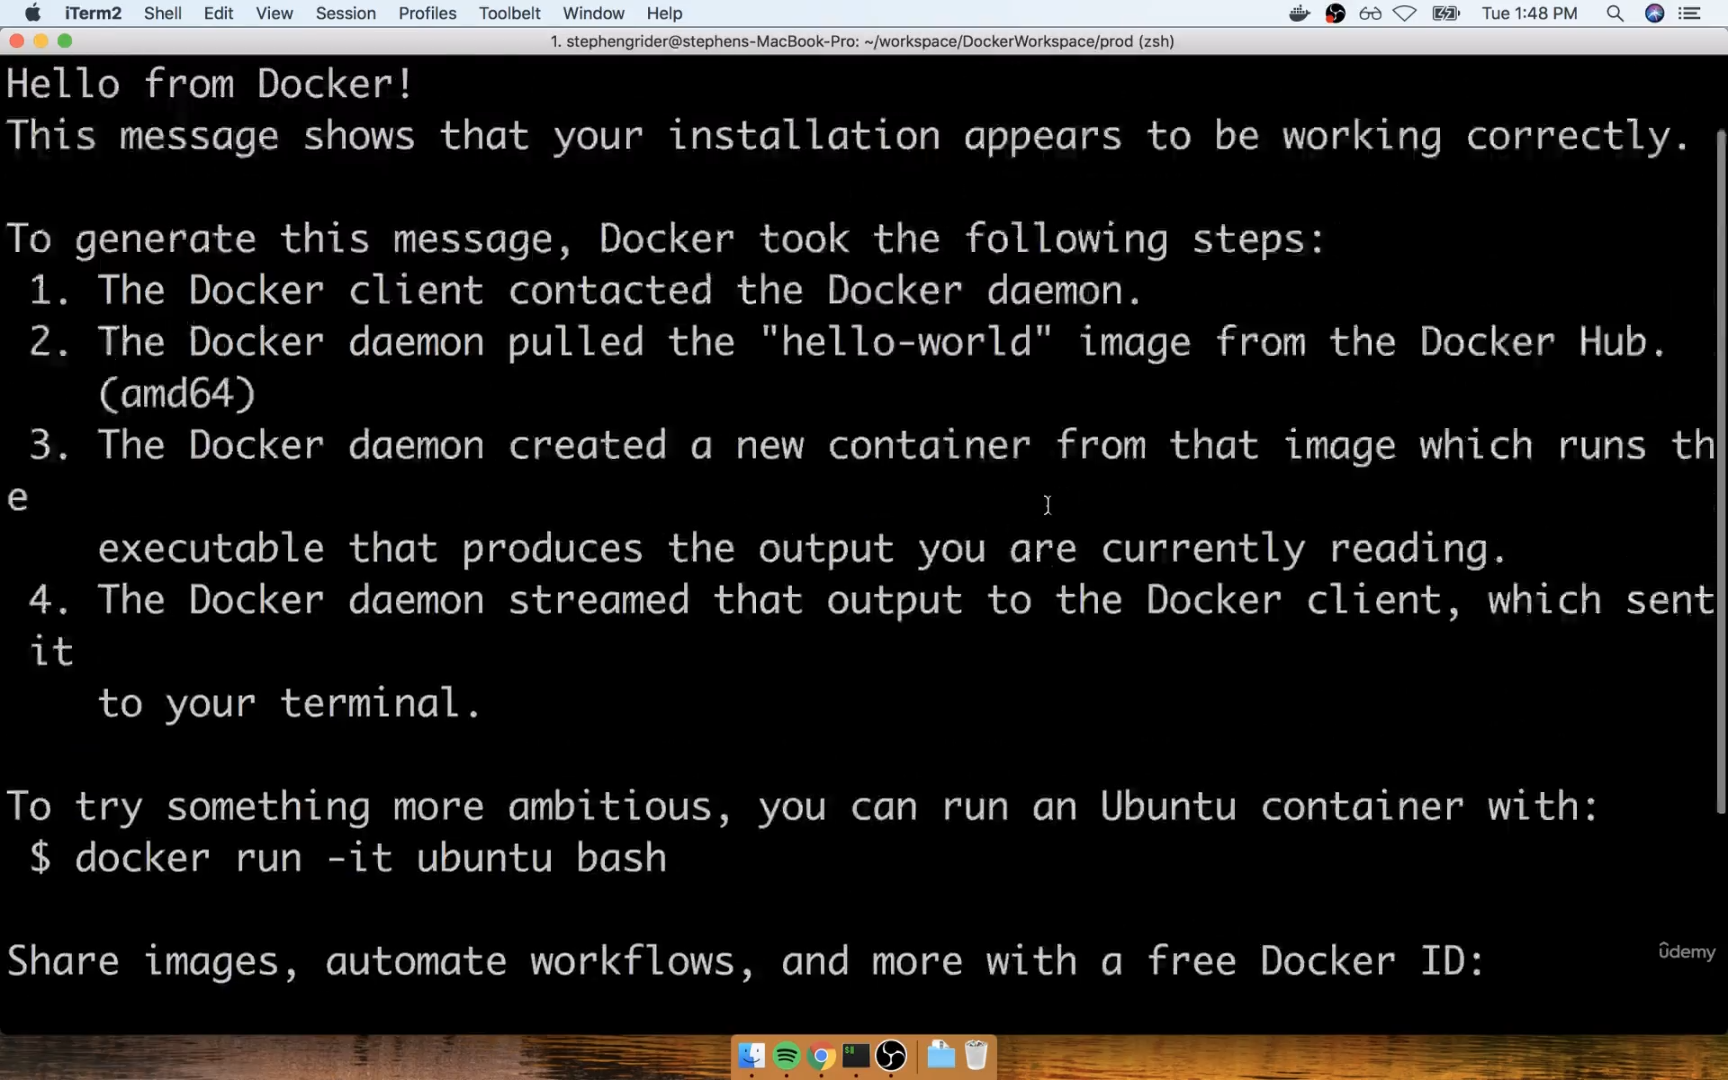 iTerm2 Shell Edit View Session Profiles Toolbelt Window Help Tue 1:48 PM
1. stephengrider@stephens-MacBook-Pro: ~/workspace/DockerWorkspace/prod (zsh)
Hello from Docker!
This message shows that your installation appears to be working correctly.
To generate this message, Docker took the following steps:
1. The Docker client contacted the Docker daemon.
2. The Docker daemon pulled the "hello-world" image from the Docker Hub.
(amd64)
3. The Docker daemon created a new container from that image which runs th
e
executable that produces the output you are currently reading.
4. The Docker daemon streamed that output to the Docker client, which sent
it
to your terminal.
To try something more ambitious, you can run an Ubuntu container with:
$ docker run -it ubuntu bash
Share images, automate workflows, and more with a free Docker ID:
ûdemy